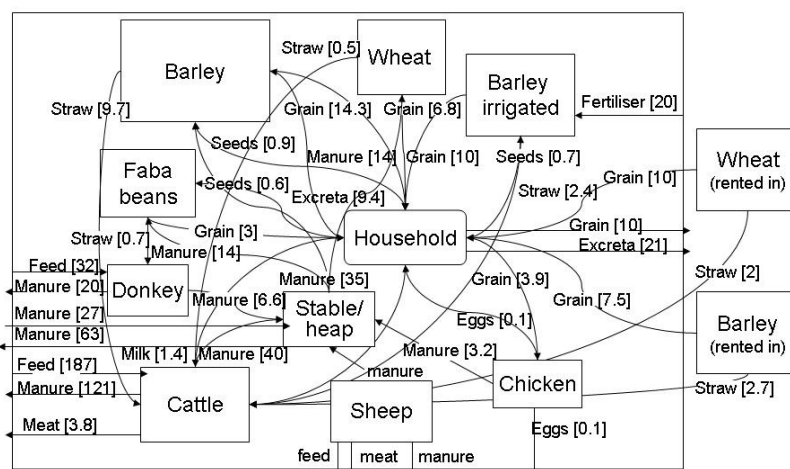 Straw [0.5]
Wheat
Barley
Barley
irrigated
Straw [9.7]
Grain [14.3]
Grain [6.8]
Fertiliser [20]
Seeds [0.9]
Manure [14]
Grain [10]
Seeds [0.7]
Wheat
(rented in)
Faba
beans
Seeds [0.6]
Excreta [9.4]
Straw [2.4]
Grain [10]
Straw [0.7]
Grain [3]
Manure [14]
Household
Grain [10]
Excreta [21]
Feed [32]
Manure [20]
Donkey
Manure [35]
Grain [3.9]
Straw [2]
Manure [27]
Manure [6.6]
Stable/
heap
Grain [7.5]
Barley
(rented in)
Manure [63]
Eggs [0.1]
Milk [1.4]
Manure [40]
Manure [3.2]
Feed [187]
manure
Manure [121]
Cattle
Sheep
Chicken
Straw [2.7]
Meat [3.8]
Eggs [0.1]
feed
meat
manure